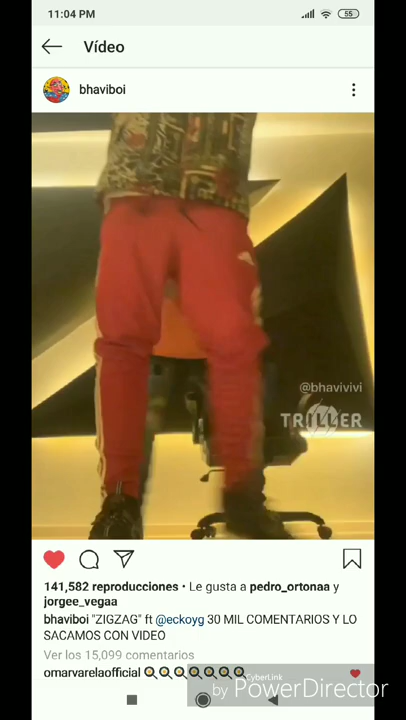 11:04 PM
55
Vídeo
bhaviboi
@bhavivivi
TRILLER
141,582 reproducciones • Le gusta a pedro_ortonaa y
jorgee_vegaa
bhaviboi "ZIGZAG" ft @eckoyg 30 MIL COMENTARIOS Y LO
SACAMOS CON VIDEO
Ver los 15,099 comentarios
omarvarelaofficial 🍳🍳🍳🍳🍳🍳🍳
CyberLink
by PowerDirector